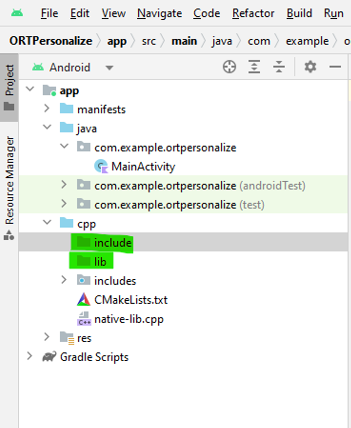 File Edit View Navigate Code Refactor Build Run
ORTPersonalize app src main java com example o
Android
Project
Resource Manager
app
manifests
java
com.example.ortpersonalize
MainActivity
com.example.ortpersonalize (androidTest)
com.example.ortpersonalize (test)
cpp
include
lib
includes
CMakeLists.txt
C++
native-lib.cpp
res
Gradle Scripts